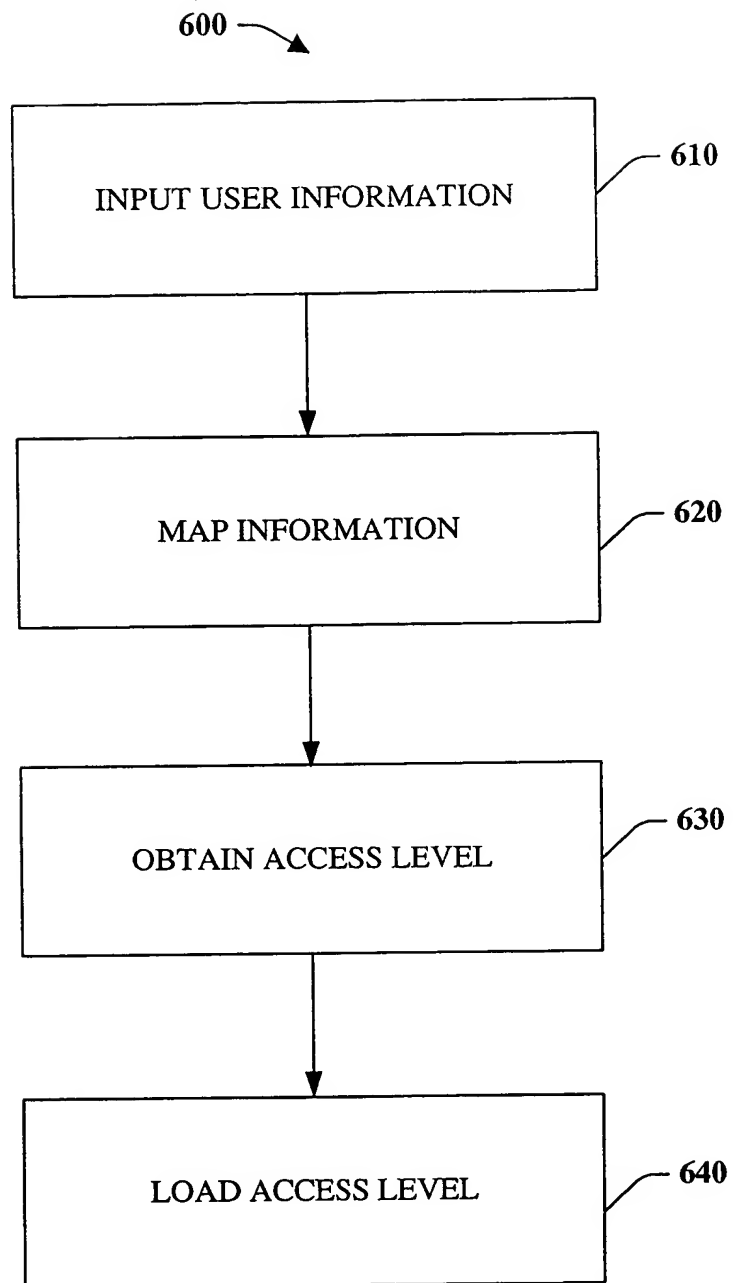 600
INPUT USER INFORMATION
610
MAP INFORMATION
620
OBTAIN ACCESS LEVEL
630
LOAD ACCESS LEVEL
640